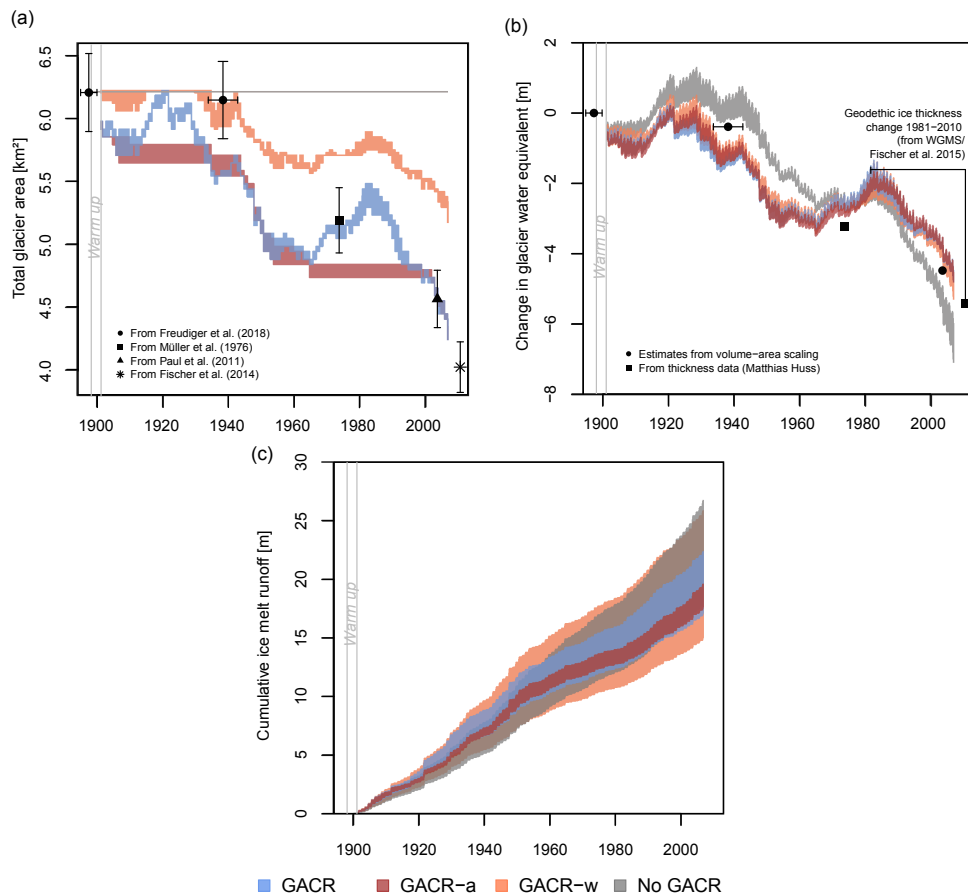 (a)
Total glacier area [km²]
6.5
6.0
5.5
5.0
4.5
4.0
Warm up
From Freudiger et al. (2018)
From Müller et al. (1976)
From Paul et al. (2011)
From Fischer et al. (2014)
1900 1920 1940 1960 1980 2000
(b)
Change in glacier water equivalent [m]
2
0
−2
−4
−6
−8
Warm up
Geodethic ice thickness
change 1981−2010
(from WGMS/
Fischer et al. 2015)
Estimates from volume−area scaling
From thickness data (Matthias Huss)
1900 1920 1940 1960 1980 2000
(c)
Cumulative ice melt runoff [m]
30
25
20
15
10
5
0
Warm up
1900 1920 1940 1960 1980 2000
GACR GACR−a GACR−w No GACR